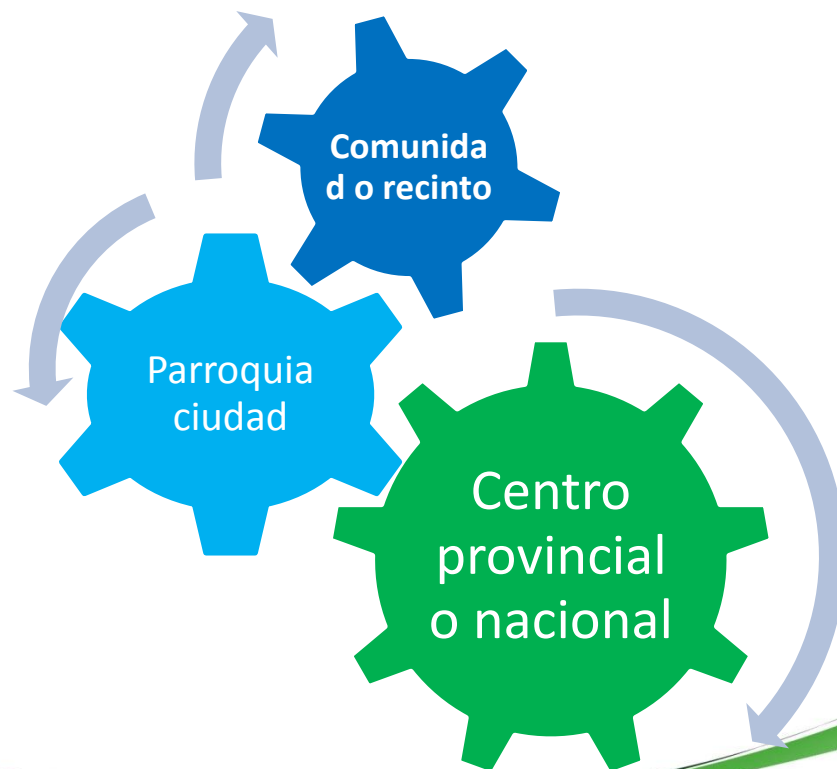 Comunida
d o recinto
Parroquia
ciudad
Centro
provincial
o nacional